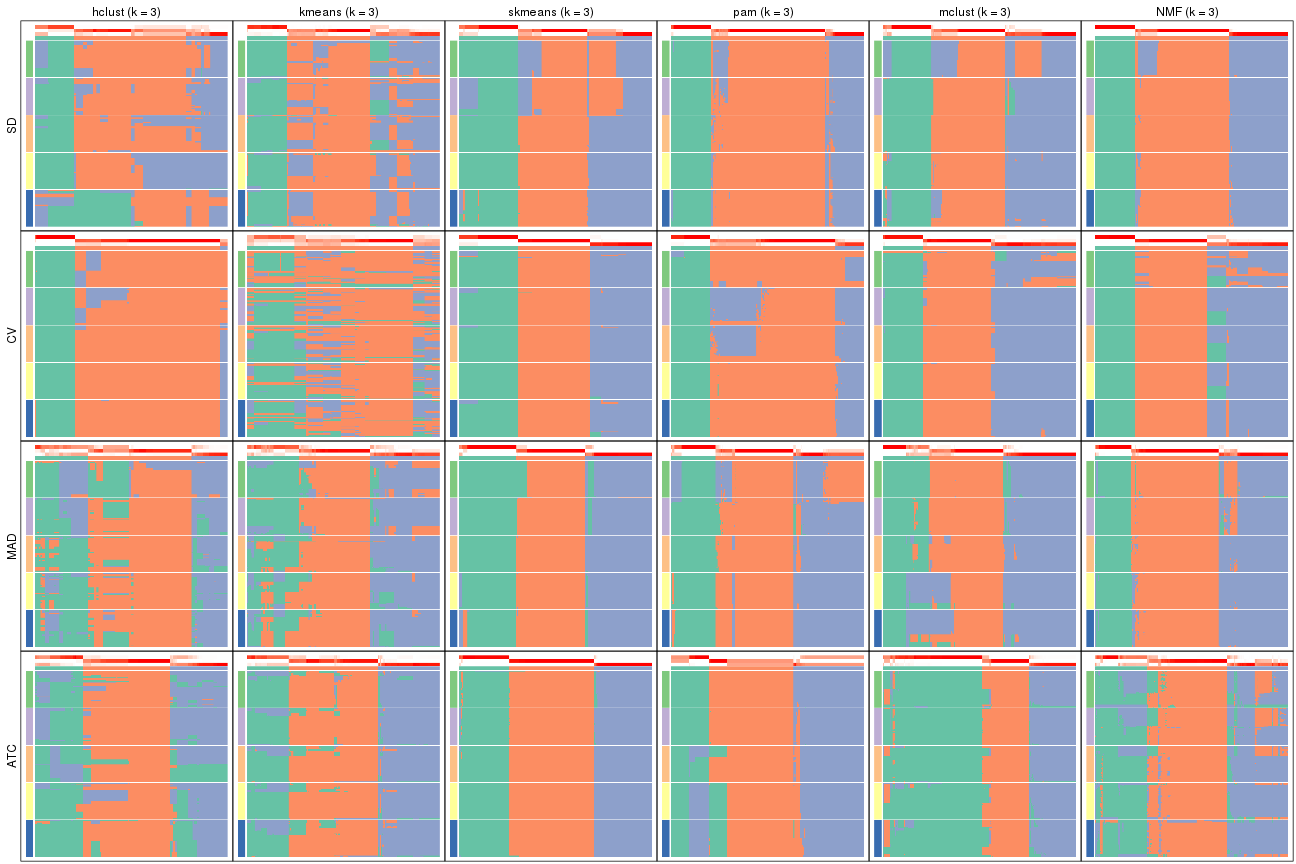 hclust (k = 3)
kmeans (k = 3)
skmeans (k = 3)
pam (k = 3)
mclust (k = 3)
NMF (k = 3)
SD
CV
MAD
ATC